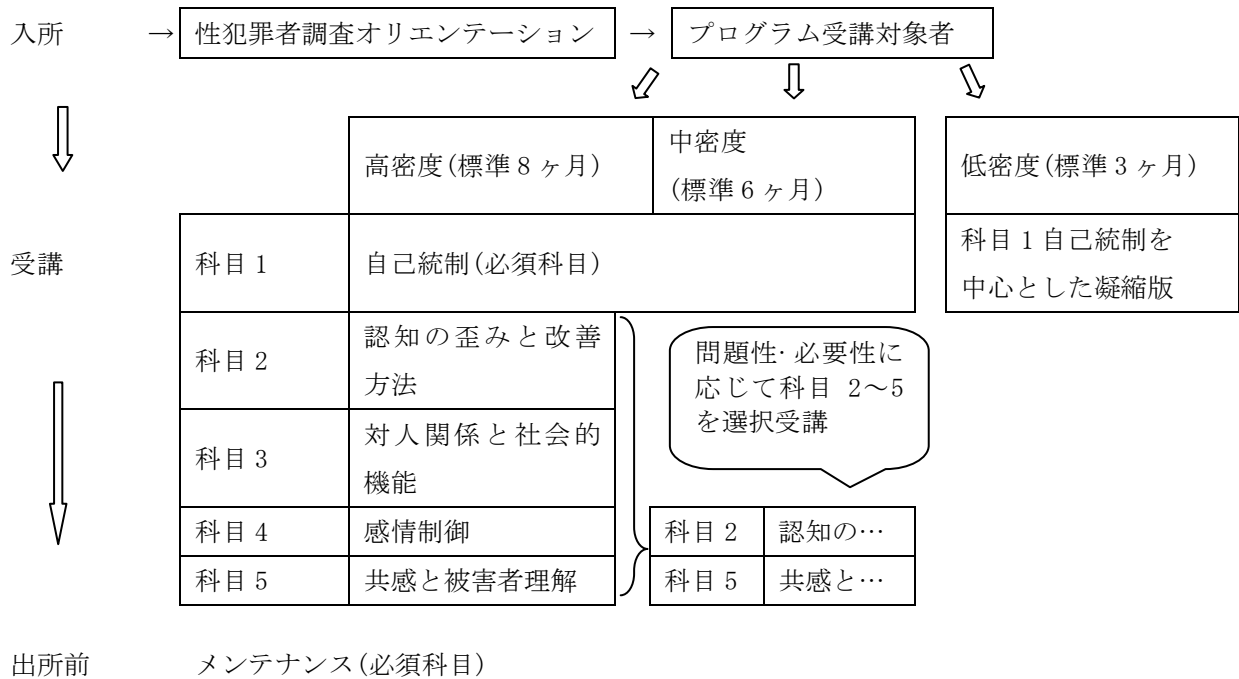 入所 → 性犯罪者調査オリエンテーション → プログラム受講対象者
高密度(標準8ヶ月)
中密度
(標準6ヶ月)
低密度(標準3ヶ月)
受講
科目1
自己統制(必須科目)
科目1自己統制を
中心とした凝縮版
科目2
認知の歪みと改善
方法
問題性･必要性に
応じて科目 2～5
を選択受講
科目3
対人関係と社会的
機能
科目4
感情制御
科目2
認知の…
科目5
共感と被害者理解
科目5
共感と…
出所前
メンテナンス(必須科目)